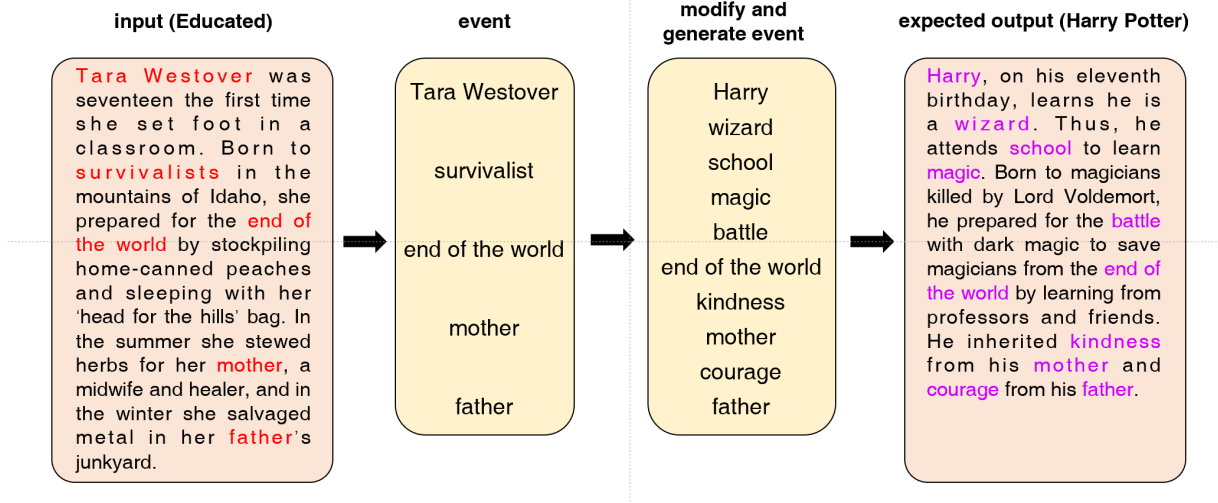 input (Educated)
Tara Westover was
seventeen the first time
she set foot in a
classroom. Born to
survivalists in the
mountains of Idaho, she
prepared for the end of
the world by stockpiling
home-canned peaches
and sleeping with her
'head for the hills' bag. In
the summer she stewed
herbs for her mother, a
midwife and healer, and in
the winter she salvaged
metal in her father's
junkyard.
event
Tara Westover
survivalist
end of the world
mother
father
modify and
generate event
Harry
wizard
school
magic
battle
end of the world
kindness
mother
courage
father
expected output (Harry Potter)
Harry, on his eleventh
birthday, learns he is
a wizard. Thus, he
attends school to learn
magic. Born to magicians
killed by Lord Voldemort,
he prepared for the battle
with dark magic to save
magicians from the end of
the world by learning from
professors and friends.
He inherited kindness
from his mother and
courage from his father.